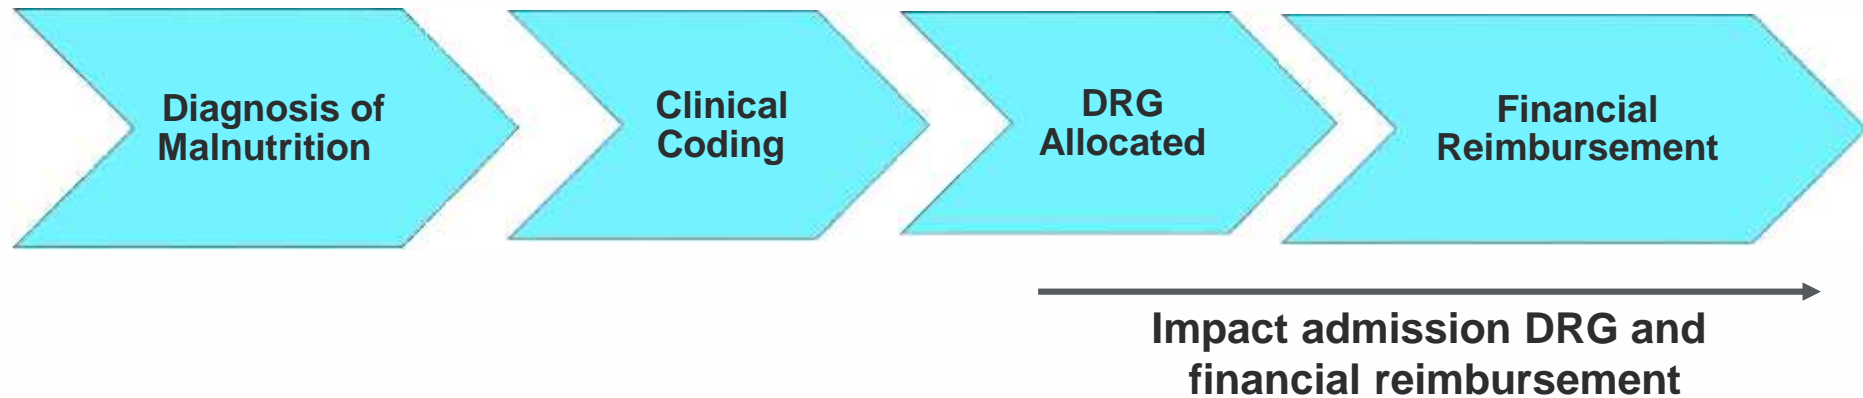 Diagnosis of
Malnutrition
Clinical
Coding
DRG
Allocated
Financial
Reimbursement
Impact admission DRG and
financial reimbursement